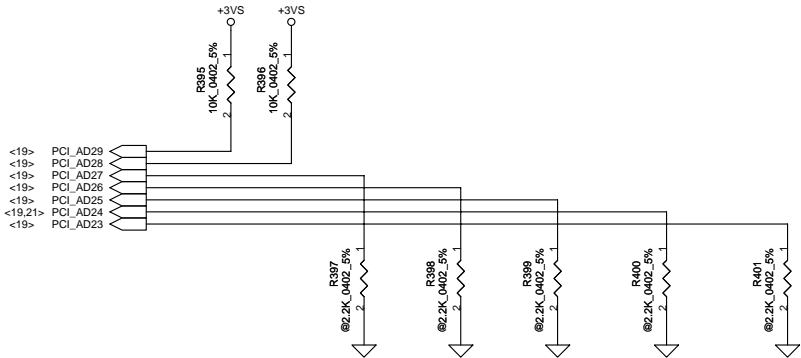 +3VS +3VS
1 1
R395
10K_0402_5%
R396
10K_0402_5%
2 2
<19> PCI_AD29
<19> PCI_AD28
<19> PCI_AD27
<19> PCI_AD26
<19> PCI_AD25
<19,21> PCI_AD24
<19> PCI_AD23
1 1 1 1 1
R397
@2.2K_0402_5%
R398
@2.2K_0402_5%
R399
@2.2K_0402_5%
R400
@2.2K_0402_5%
R401
@2.2K_0402_5%
2 2 2 2 2